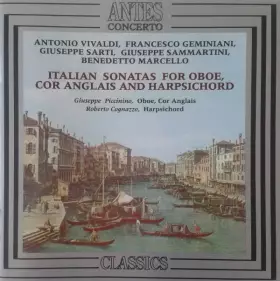 ANTES
CONCERTO
ANTONIO VIVALDI, FRANCESCO GEMINIANI,
GIUSEPPE SARTI, GIUSEPPE SAMMARTINI,
BENEDETTO MARCELLO
ITALIAN SONATAS FOR OBOE,
COR ANGLAIS AND HARPSICHORD
Giuseppe Piccinino, Oboe, Cor Anglais
Roberto Cognazzo, Harpsichord
CLASSICS